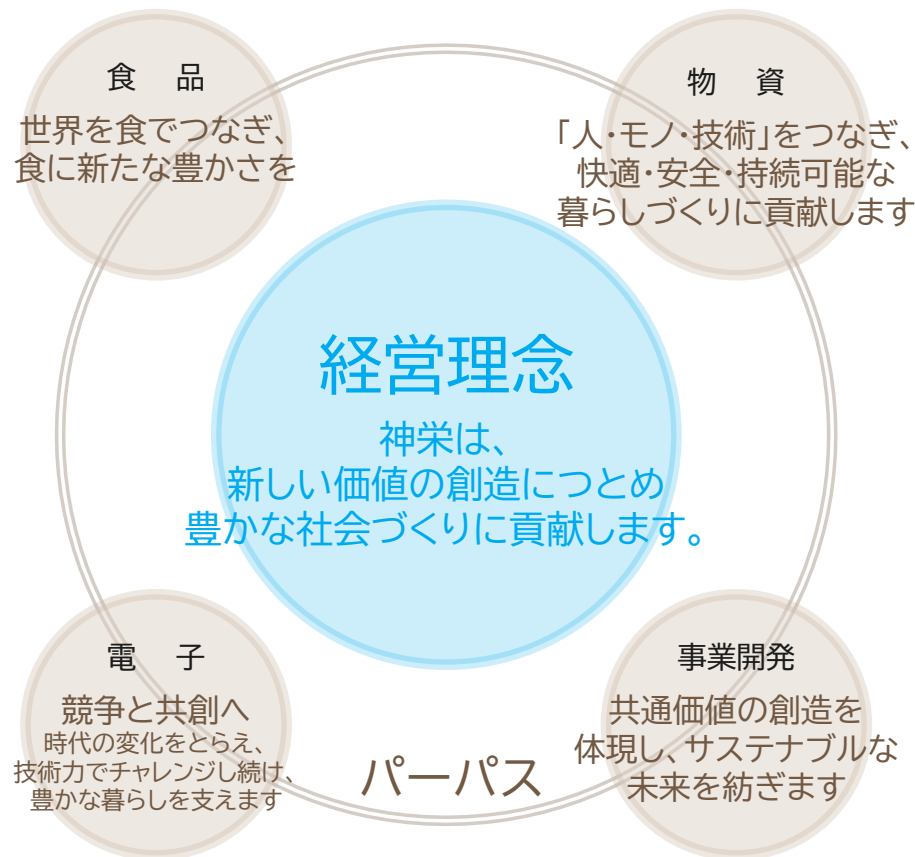 食 品
世界を食でつなぎ、
食に新たな豊かさを
物 資
「人・モノ・技術」をつなぎ、
快適・安全・持続可能な
暮らしづくりに貢献します
経営理念
神栄は、
新しい価値の創造につとめ
豊かな社会づくりに貢献します。
電 子
競争と共創へ
時代の変化をとらえ、
技術力でチャレンジし続け、
豊かな暮らしを支えます
パーパス
事業開発
共通価値の創造を
体現し、サステナブルな
未来を紡ぎます